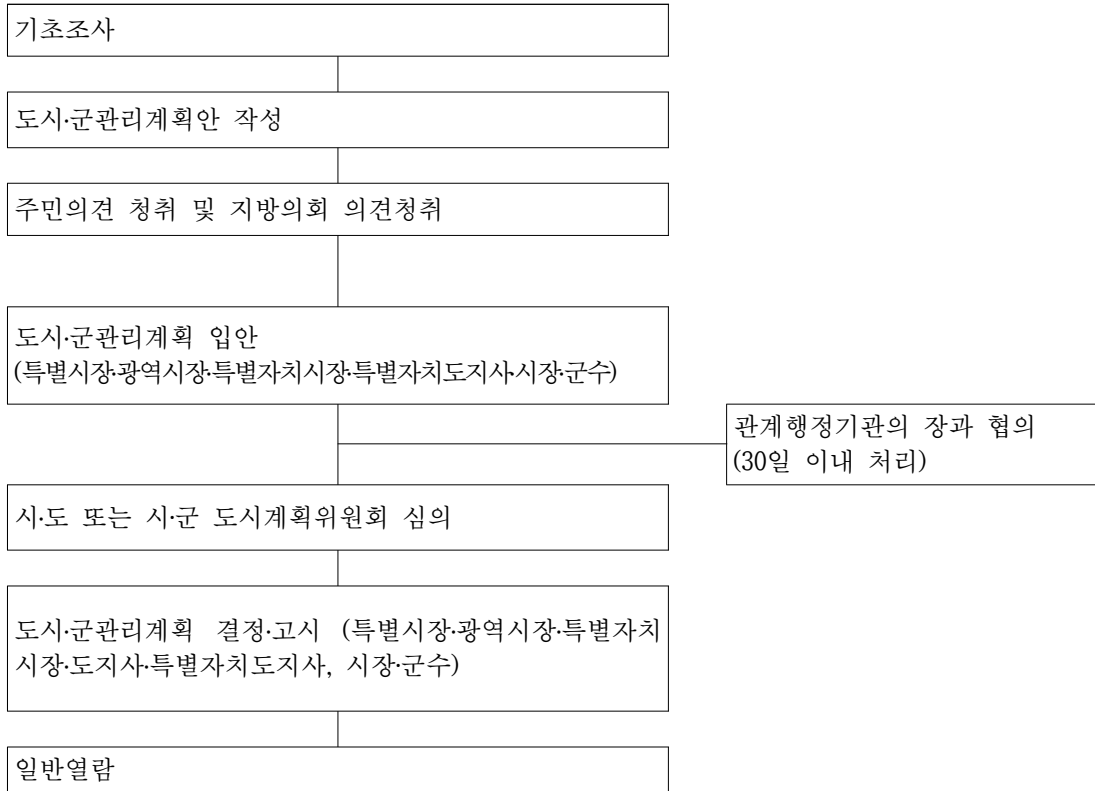 기초조사
도시·군관리계획안 작성
주민의견 청취 및 지방의회 의견청취
도시·군관리계획 입안
(특별시장·광역시장·특별자치시장·특별자치도지사·시장·군수)
관계행정기관의 장과 협의
(30일 이내 처리)
시·도 또는 시·군 도시계획위원회 심의
도시·군관리계획 결정·고시 (특별시장·광역시장·특별자치
시장·도지사·특별자치도지사, 시장·군수)
일반열람